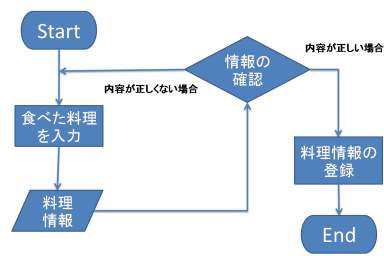 Start
情報の
確認
内容が正しい場合
内容が正しくない場合
食べた料理
を入力
料理
情報
料理情報の
登録
End